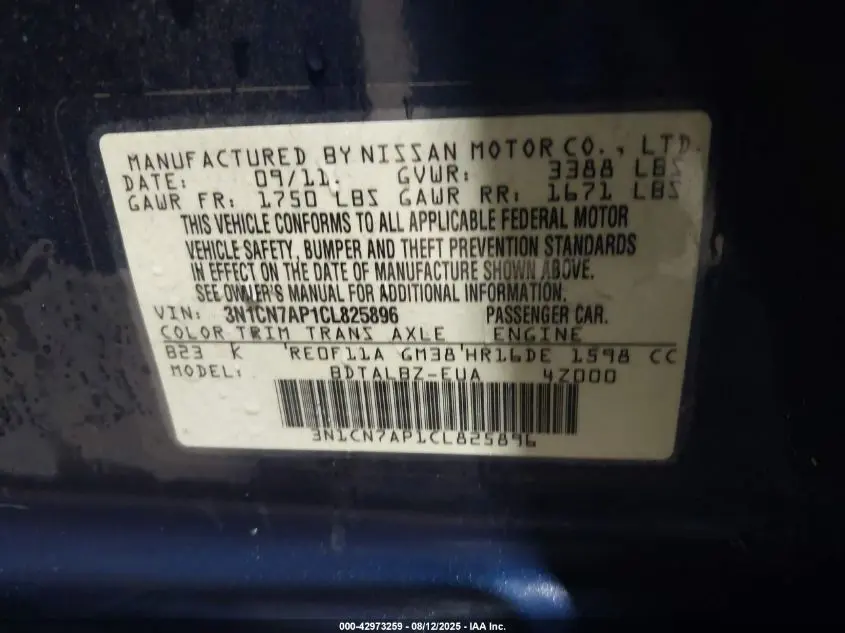 MANUFACTURED BY NISSAN MOTOR CO., LTD.
DATE: 09/11. GVWR: 3388 LBS
GAWR FR: 1750 LBS GAWR RR: 1671 LBS
THIS VEHICLE CONFORMS TO ALL APPLICABLE FEDERAL MOTOR
VEHICLE SAFETY, BUMPER AND THEFT PREVENTION STANDARDS
IN EFFECT ON THE DATE OF MANUFACTURE SHOWN ABOVE.
SEE OWNER'S MANUAL FOR ADDITIONAL INFORMATION.
VIN: 3N1CN7AP1CL825896 PASSENGER CAR.
COLOR TRIM TRANS AXLE ENGINE
B23 K RE0F11A GM38 HR16DE 1598 CC
MODEL: BDTALBZ-EUA 4Z000
3N1CN7AP1CL825896
000-42973259 - 08/12/2025 - IAA Inc.